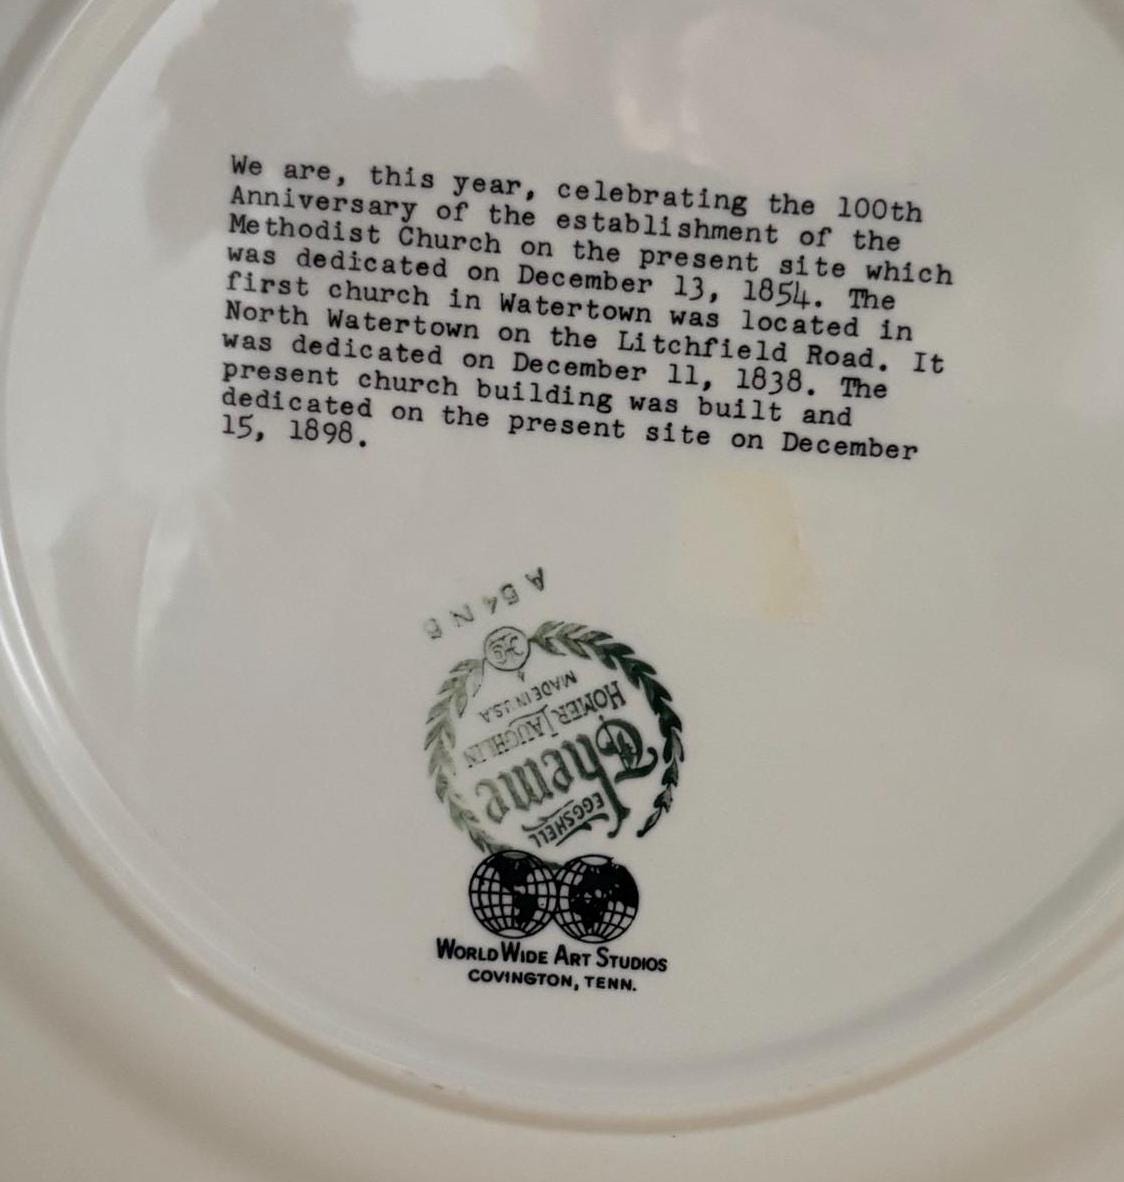 We are, this year, celebrating the 100th
Anniversary of the establishment of the
Methodist Church on the present site which
was dedicated on December 13, 1854. The
first church in Watertown was located in
North Watertown on the Litchfield Road. It
was dedicated on December 11, 1838. The
present church building was built and
dedicated on the present site on December
15, 1898.
EGGSHELL
Theme
HOMER LAUGHLIN
MADE IN U.S.A.
A 54 N 8
WORLD WIDE ART STUDIOS
COVINGTON, TENN.